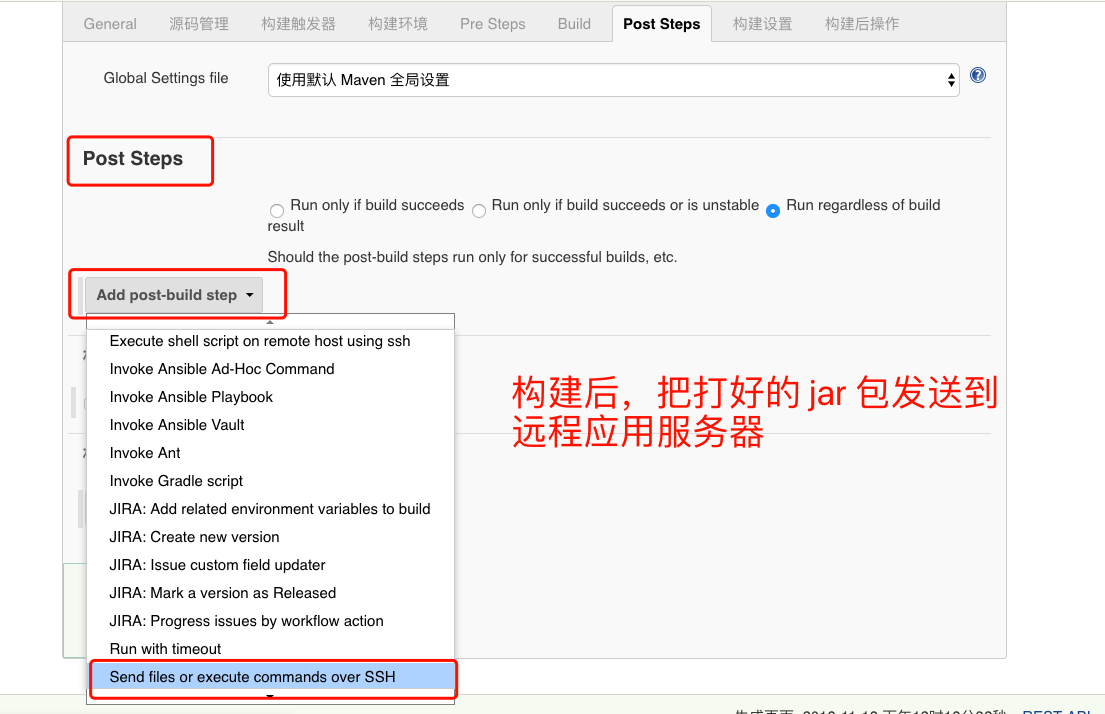 General 源码管理 构建触发器 构建环境 Pre Steps Build Post Steps 构建设置 构建后操作
Global Settings file 使用默认 Maven 全局设置
Post Steps
Run only if build succeeds Run only if build succeeds or is unstable Run regardless of build
result
Should the post-build steps run only for successful builds, etc.
Add post-build step
Execute shell script on remote host using ssh
Invoke Ansible Ad-Hoc Command
Invoke Ansible Playbook
Invoke Ansible Vault
Invoke Ant
Invoke Gradle script
JIRA: Add related environment variables to build
JIRA: Create new version
JIRA: Issue custom field updater
JIRA: Mark a version as Released
JIRA: Progress issues by workflow action
Run with timeout
Send files or execute commands over SSH
构建后，把打好的 jar 包发送到
远程应用服务器
REST API